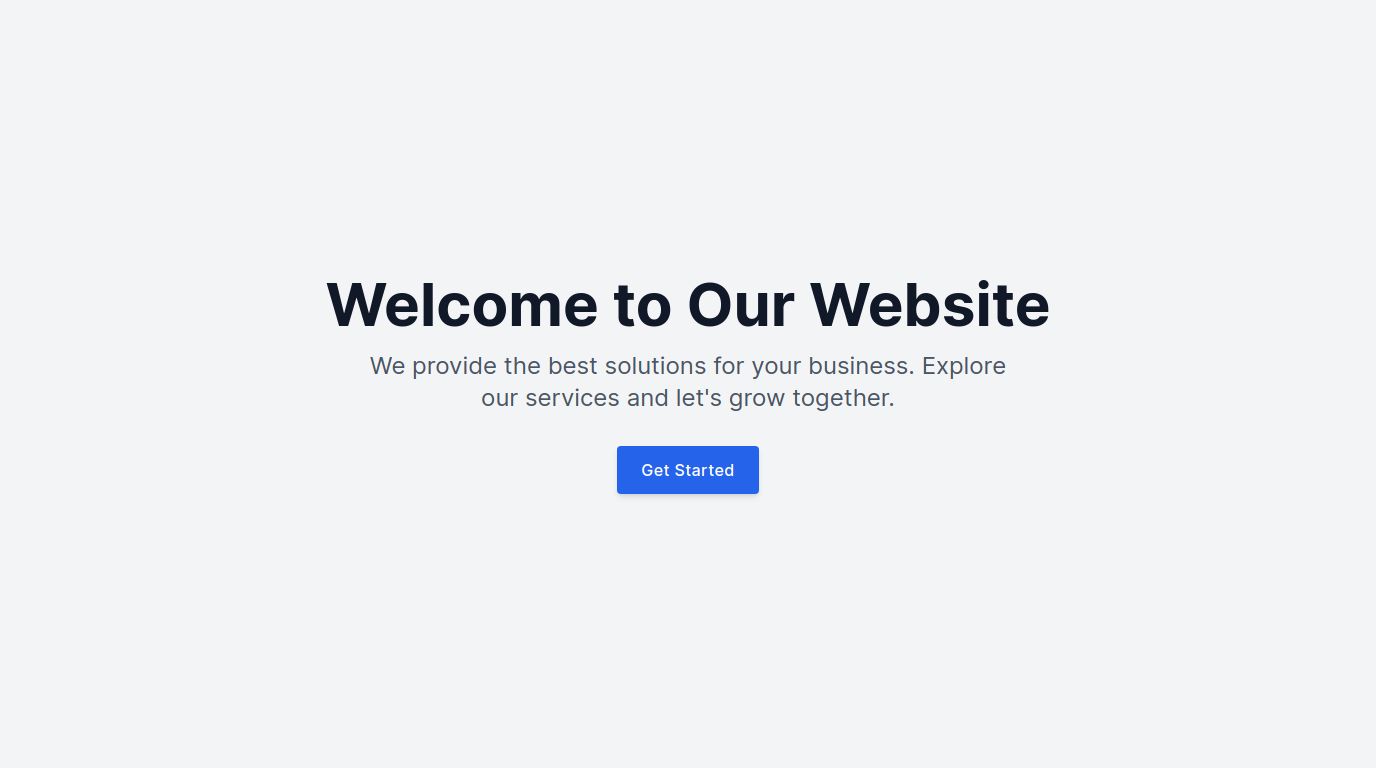 Welcome to Our Website
We provide the best solutions for your business. Explore
our services and let's grow together.
Get Started